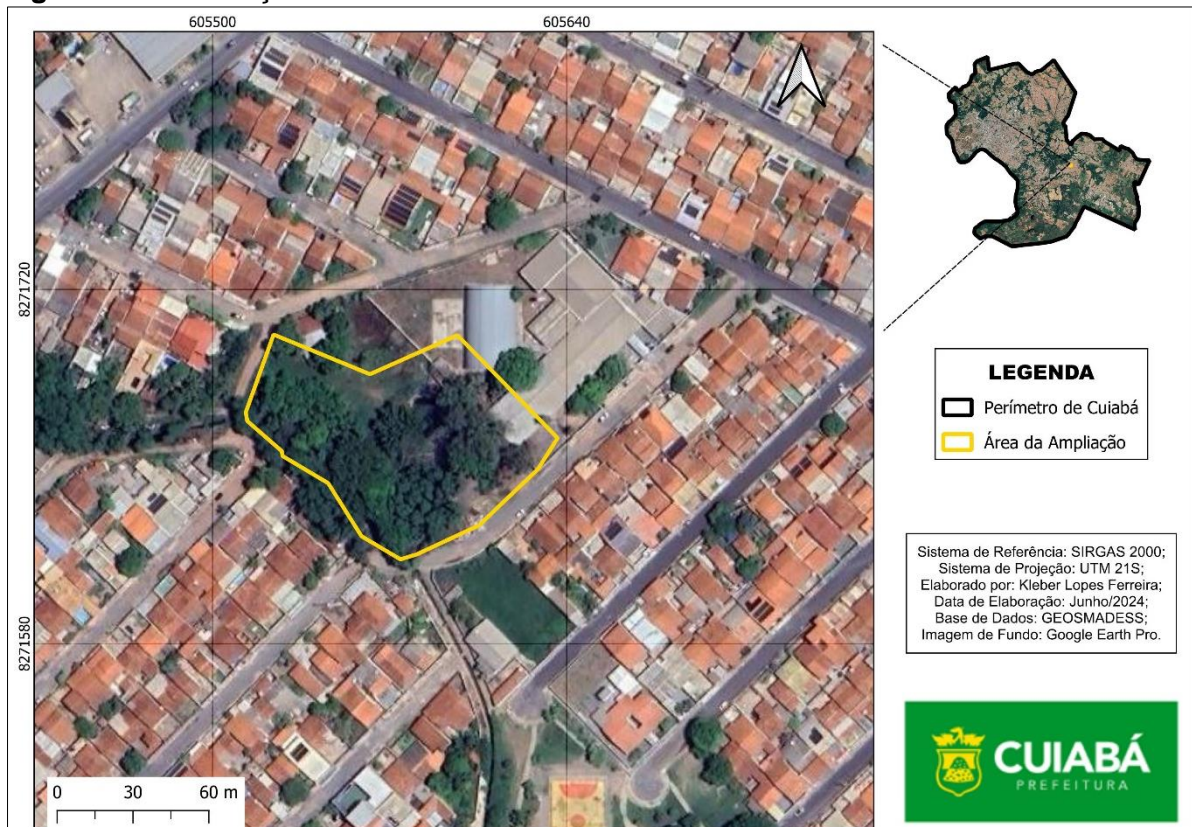 605500
605640
8271720
8271580
0 30 60 m
LEGENDA
Perímetro de Cuiabá
Área da Ampliação
Sistema de Referência: SIRGAS 2000;
Sistema de Projeção: UTM 21S;
Elaborado por: Kleber Lopes Ferreira;
Data de Elaboração: Junho/2024;
Base de Dados: GEOSMADESS;
Imagem de Fundo: Google Earth Pro.
CUIABÁ
PREFEITURA